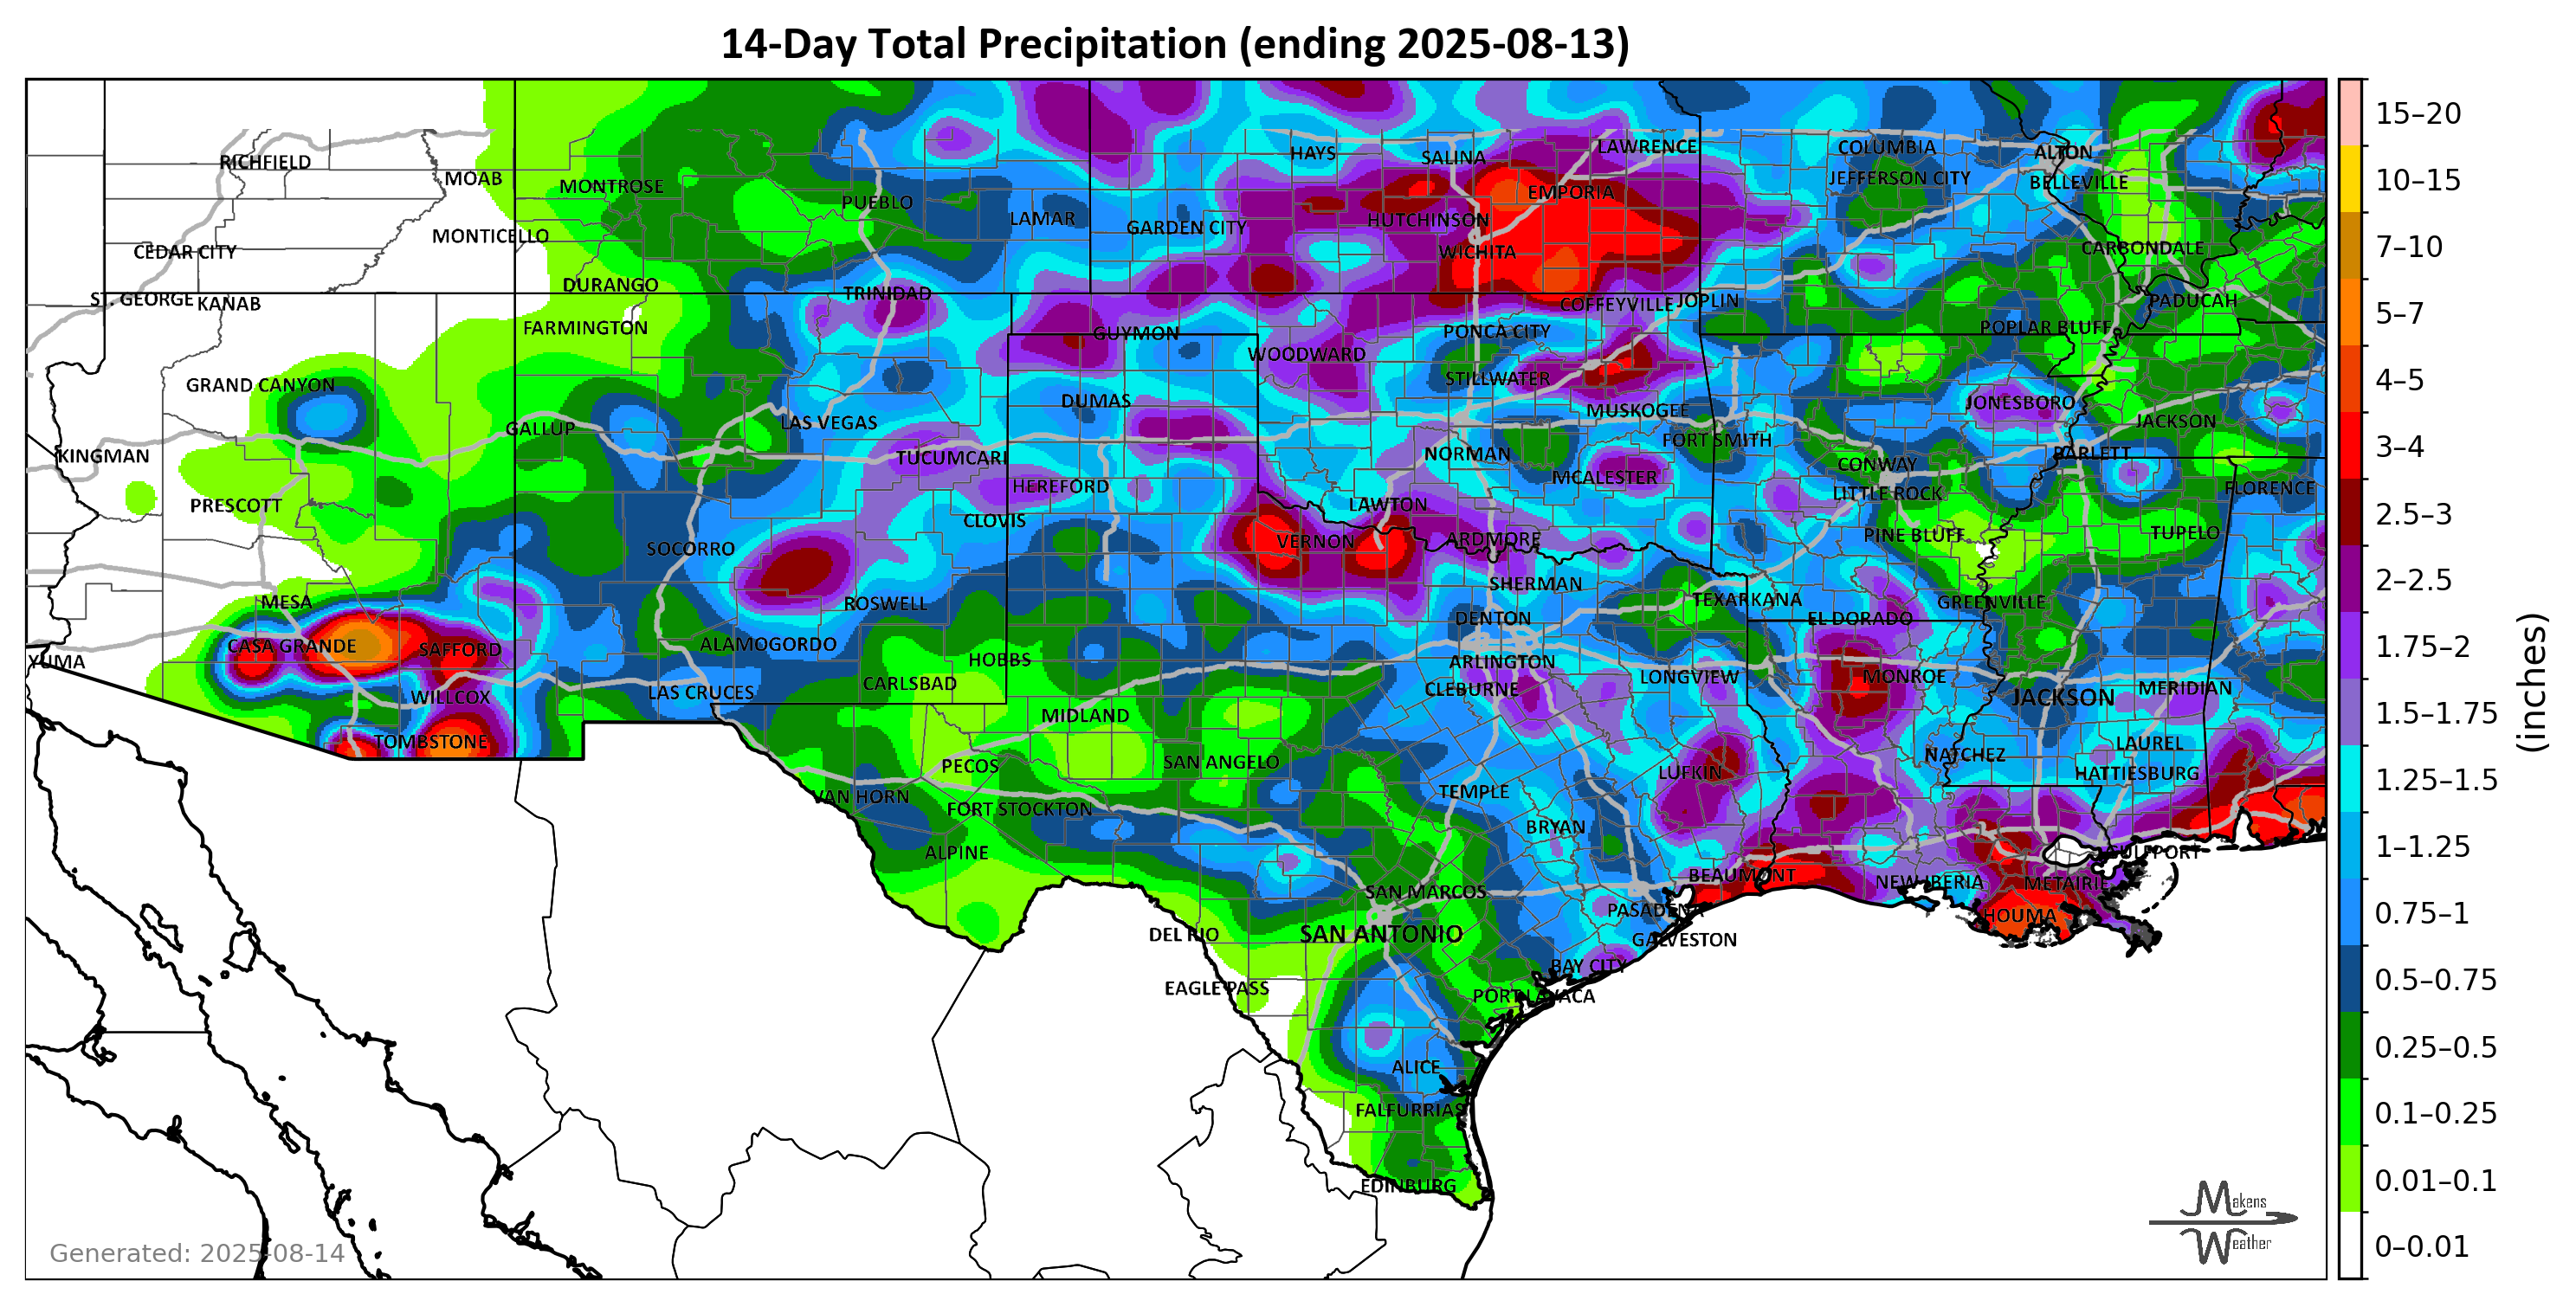 14-Day Total Precipitation (ending 2025-08-13)
RICHFIELD
MOAB
MONTROSE
PUEBLO
LAMAR
HAYS
SALINA
LAWRENCE
COLUMBIA
ALTON
JEFFERSON CITY
BELLEVILLE
EMPORIA
HUTCHINSON
GARDEN CITY
WICHITA
MONTICELLO
CEDAR CITY
CARBONDALE
DURANGO
TRINIDAD
ST. GEORGE
KANAB
COFFEYVILLE
JOPLIN
PADUCAH
FARMINGTON
GUYMON
PONCA CITY
POPLAR BLUFF
WOODWARD
GRAND CANYON
STILLWATER
DUMAS
MUSKOGEE
JONESBORO
GALLUP
LAS VEGAS
JACKSON
FORT SMITH
KINGMAN
TUCUMCARI
NORMAN
CONWAY
BARLETT
HEREFORD
MCALESTER
LITTLE ROCK
FLORENCE
PRESCOTT
CLOVIS
LAWTON
PINE BLUFF
TUPELO
SOCORRO
VERNON
ARDMORE
SHERMAN
MESA
ROSWELL
TEXARKANA
GREENVILLE
DENTON
EL DORADO
CASA GRANDE
SAFFORD
ALAMOGORDO
HOBBS
ARLINGTON
YUMA
WILLCOX
LAS CRUCES
CARLSBAD
CLEBURNE
LONGVIEW
MONROE
JACKSON
MERIDIAN
TOMBSTONE
MIDLAND
SAN ANGELO
PECOS
LUFKIN
NATCHEZ
LAUREL
HATTIESBURG
VAN HORN
FORT STOCKTON
TEMPLE
BRYAN
ALPINE
GULFPORT
SAN MARCOS
BEAUMONT
NEW IBERIA
METAIRIE
PASADENA
HOUMA
DEL RIO
SAN ANTONIO
GALVESTON
BAY CITY
EAGLE PASS
PORT LAVACA
ALICE
FALFURRIAS
EDINBURG
Generated: 2025-08-14
Makens
Weather
15–20
10–15
7–10
5–7
4–5
3–4
2.5–3
2–2.5
1.75–2
1.5–1.75
1.25–1.5
1–1.25
0.75–1
0.5–0.75
0.25–0.5
0.1–0.25
0.01–0.1
0–0.01
(inches)